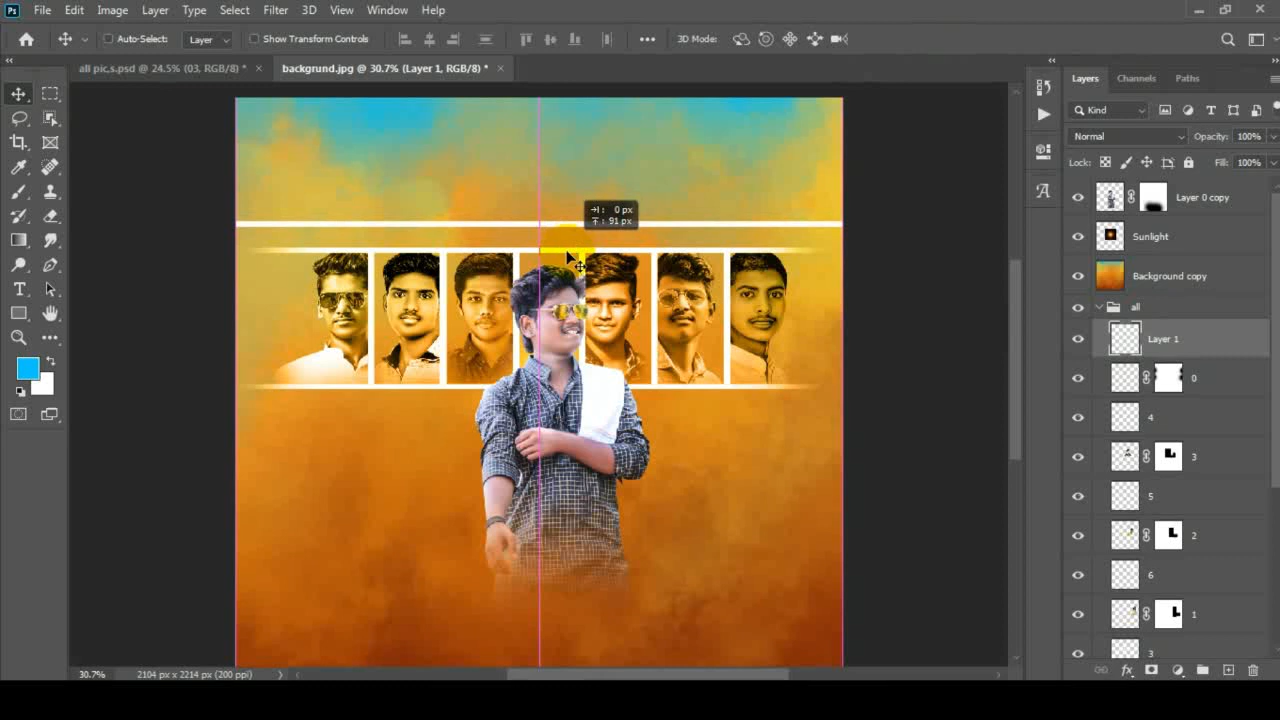 Ps File Edit Image Layer Type Select Filter 3D View Window Help
Auto-Select: Layer Show Transform Controls 3D Mode:
all pic,s.psd @ 24.5% (03, RGB/8) * × backgrund.jpg @ 30.7% (Layer 1, RGB/8) * ×
Layers Channels Paths
Kind
Normal Opacity: 100%
Lock: Fill: 100%
Layer 0 copy
0 px
91 px
Sunlight
Background copy
all
Layer 1
0
4
3
5
2
6
1
3
30.7% 2104 px x 2214 px (200 ppi)